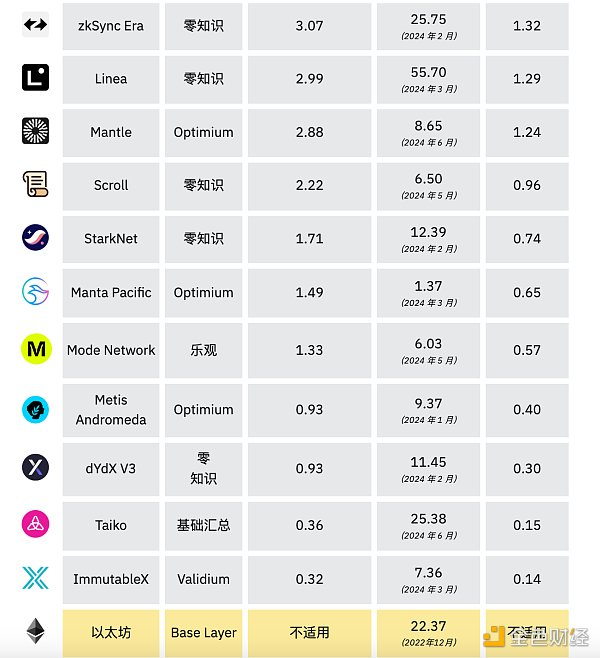 zkSync Era 零知识 3.07 25.75 1.32
(2024 年 2 月)
Linea 零知识 2.99 55.70 1.29
(2024 年 3 月)
Mantle Optimium 2.88 8.65 1.24
(2024 年 6 月)
Scroll 零知识 2.22 6.50 0.96
(2024 年 5 月)
StarkNet 零知识 1.71 12.39 0.74
(2024 年 2 月)
Manta Pacific Optimium 1.49 1.37 0.65
(2024 年 3 月)
Mode Network 乐观 1.33 6.03 0.57
(2024 年 5 月)
Metis
Andromeda Optimium 0.93 9.37 0.40
(2024 年 1 月)
dYdX V3 零
知识 0.93 11.45 0.30
(2024 年 2 月)
Taiko 基础汇总 0.36 25.38 0.15
(2024 年 6 月)
ImmutableX Validium 0.32 7.36 0.14
(2024 年 3 月)
以太坊 Base Layer 不适用 22.37 不适用
(2022年12月)
金色财经